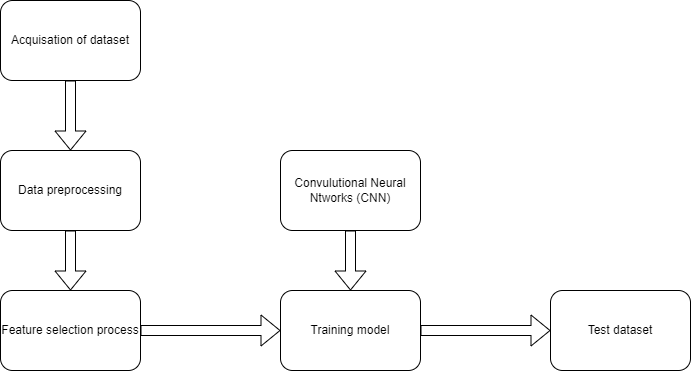 Acquisation of dataset
Data preprocessing
Convulutional Neural
Ntworks (CNN)
Feature selection process
Training model
Test dataset